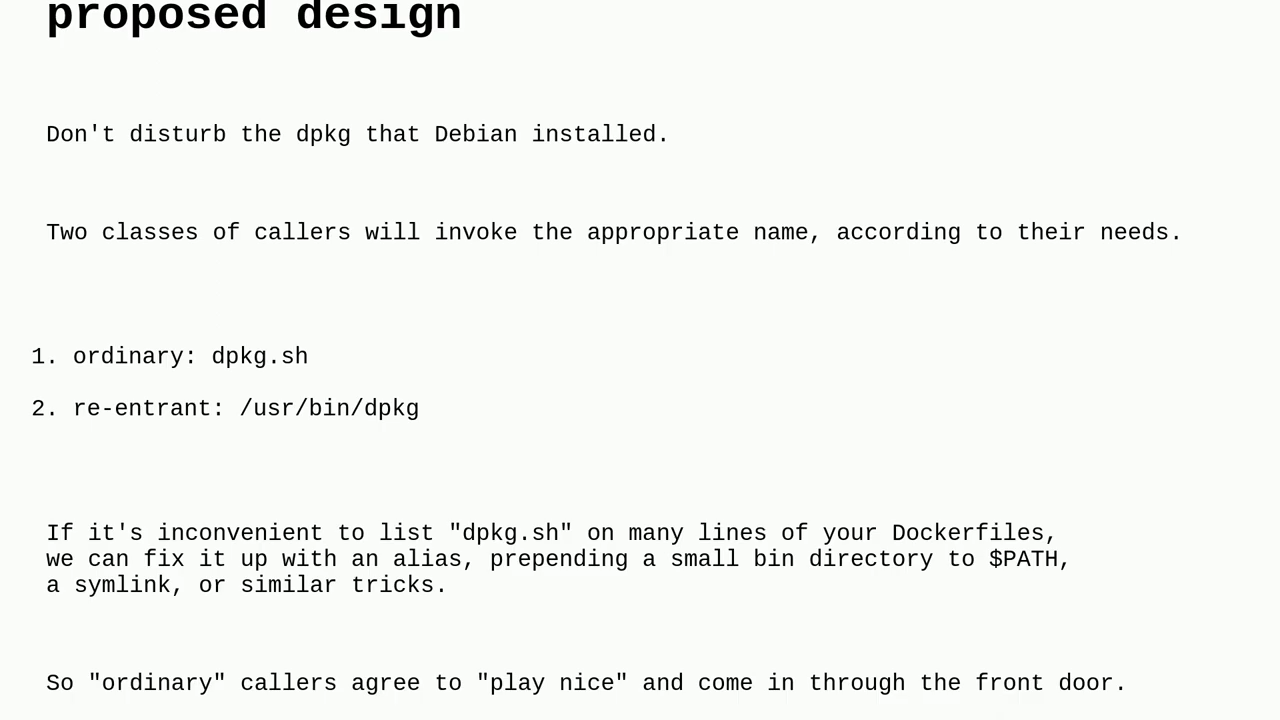 proposed design
Don't disturb the dpkg that Debian installed.
Two classes of callers will invoke the appropriate name, according to their needs.
1. ordinary: dpkg.sh
2. re-entrant: /usr/bin/dpkg
If it's inconvenient to list "dpkg.sh" on many lines of your Dockerfiles,
we can fix it up with an alias, prepending a small bin directory to $PATH,
a symlink, or similar tricks.
So "ordinary" callers agree to "play nice" and come in through the front door.